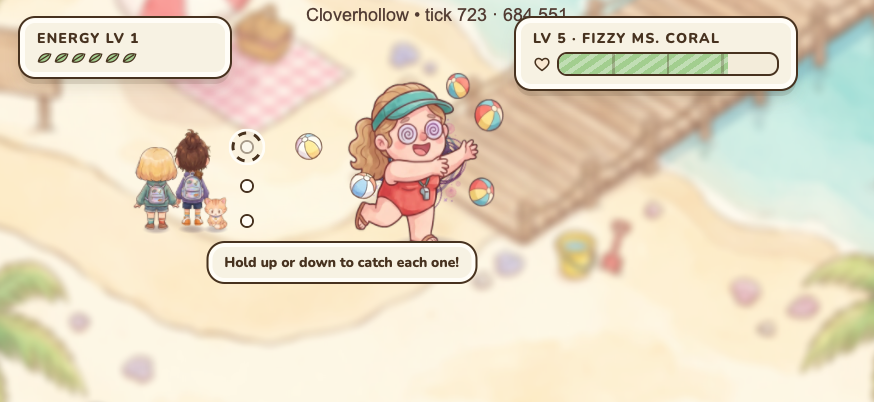 Cloverhollow • tick 723 · 684,551
ENERGY LV 1
LV 5 · FIZZY MS. CORAL
Hold up or down to catch each one!